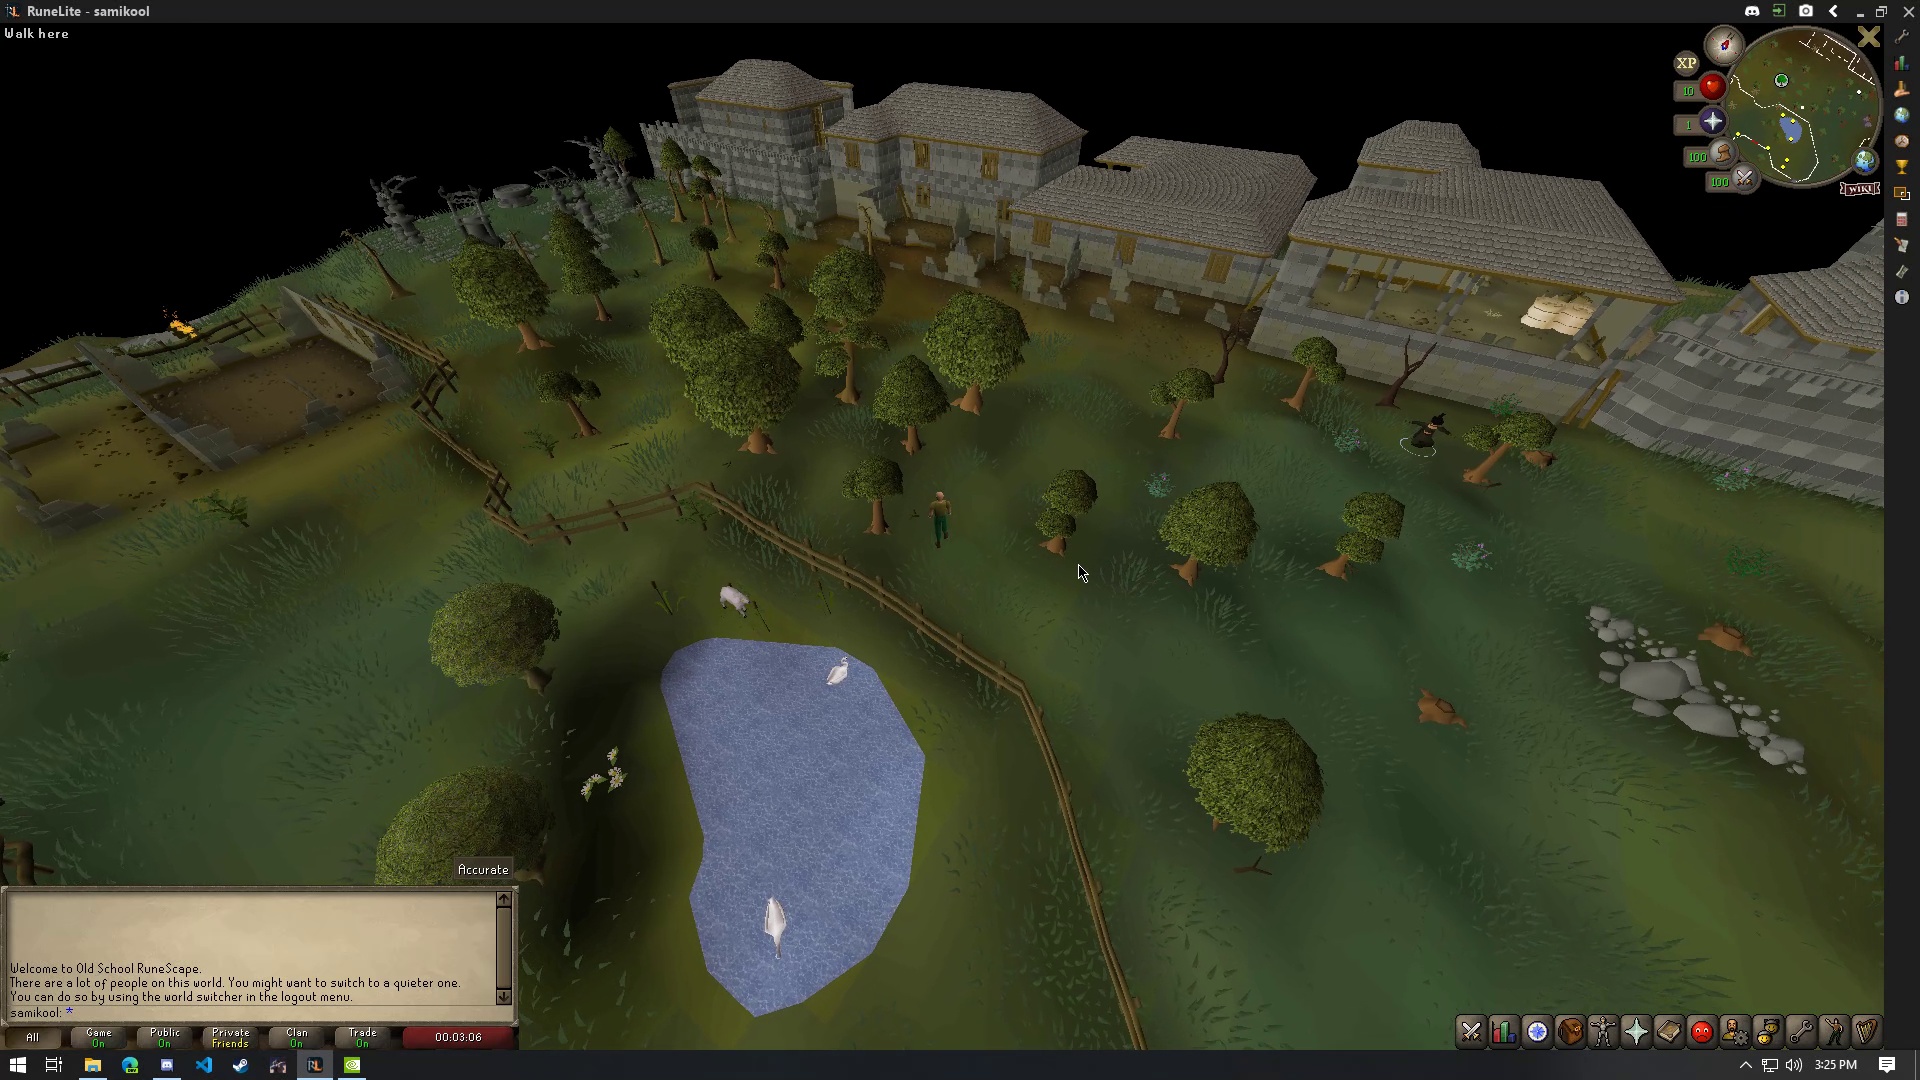 RuneLite - samikool
Walk here
XP
10
1
100
100
WIKI
Accurate
Welcome to Old School RuneScape.
There are a lot of people on this world. You might want to switch to a quieter one.
You can do so by using the world switcher in the logout menu.
samikool: *
All
Game
On
Public
On
Private
Friends
Clan
On
Trade
On
00:03:06
3:25 PM